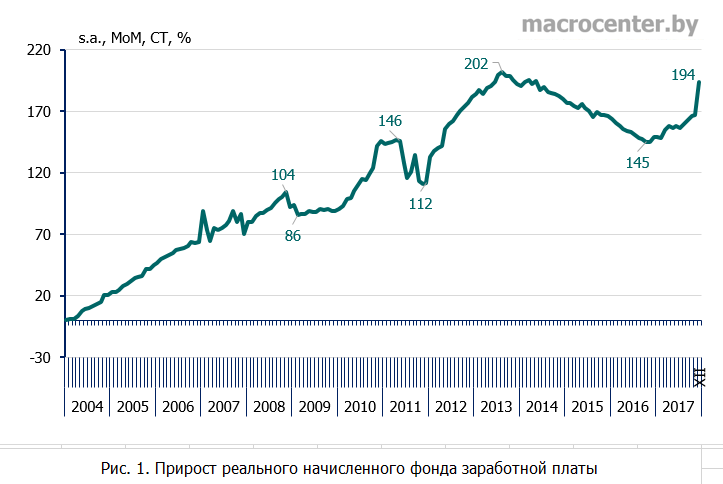 macrocenter.by
s.a., MoM, CT, %
220
202
194
170
146
145
120
104
112
86
70
20
-30
XII
2004 2005 2006 2007 2008 2009 2010 2011 2012 2013 2014 2015 2016 2017
Рис. 1. Прирост реального начисленного фонда заработной платы